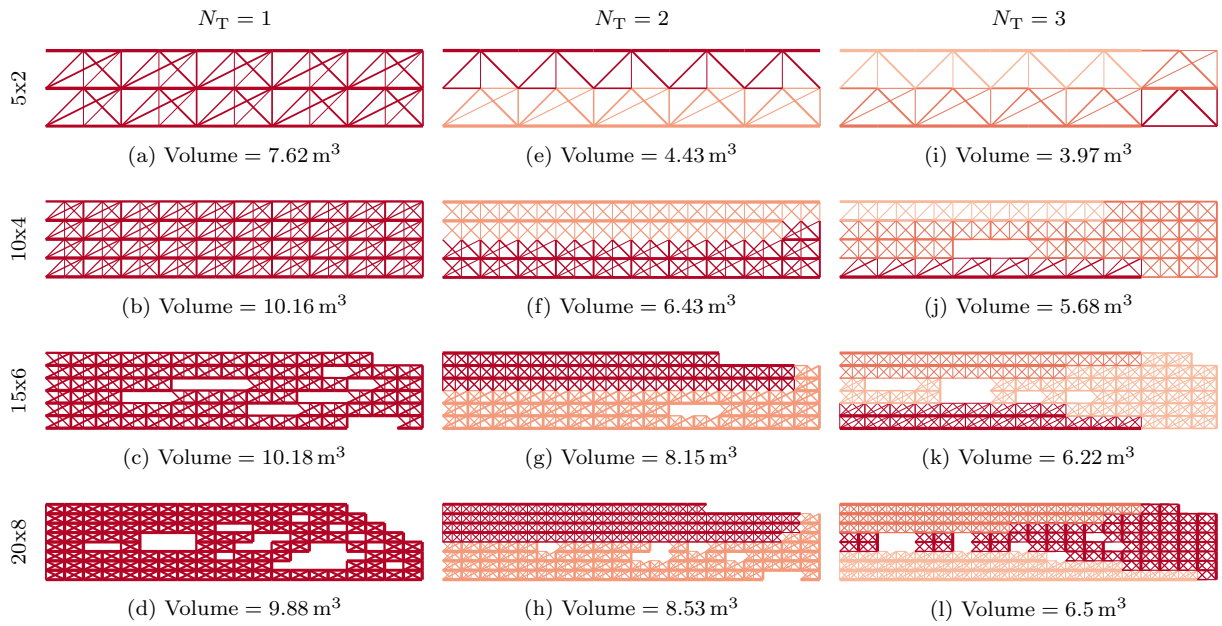 N_T = 1 N_T = 2 N_T = 3
5x2
(a) Volume = 7.62 m³ (e) Volume = 4.43 m³ (i) Volume = 3.97 m³
10x4
(b) Volume = 10.16 m³ (f) Volume = 6.43 m³ (j) Volume = 5.68 m³
15x6
(c) Volume = 10.18 m³ (g) Volume = 8.15 m³ (k) Volume = 6.22 m³
20x8
(d) Volume = 9.88 m³ (h) Volume = 8.53 m³ (l) Volume = 6.5 m³